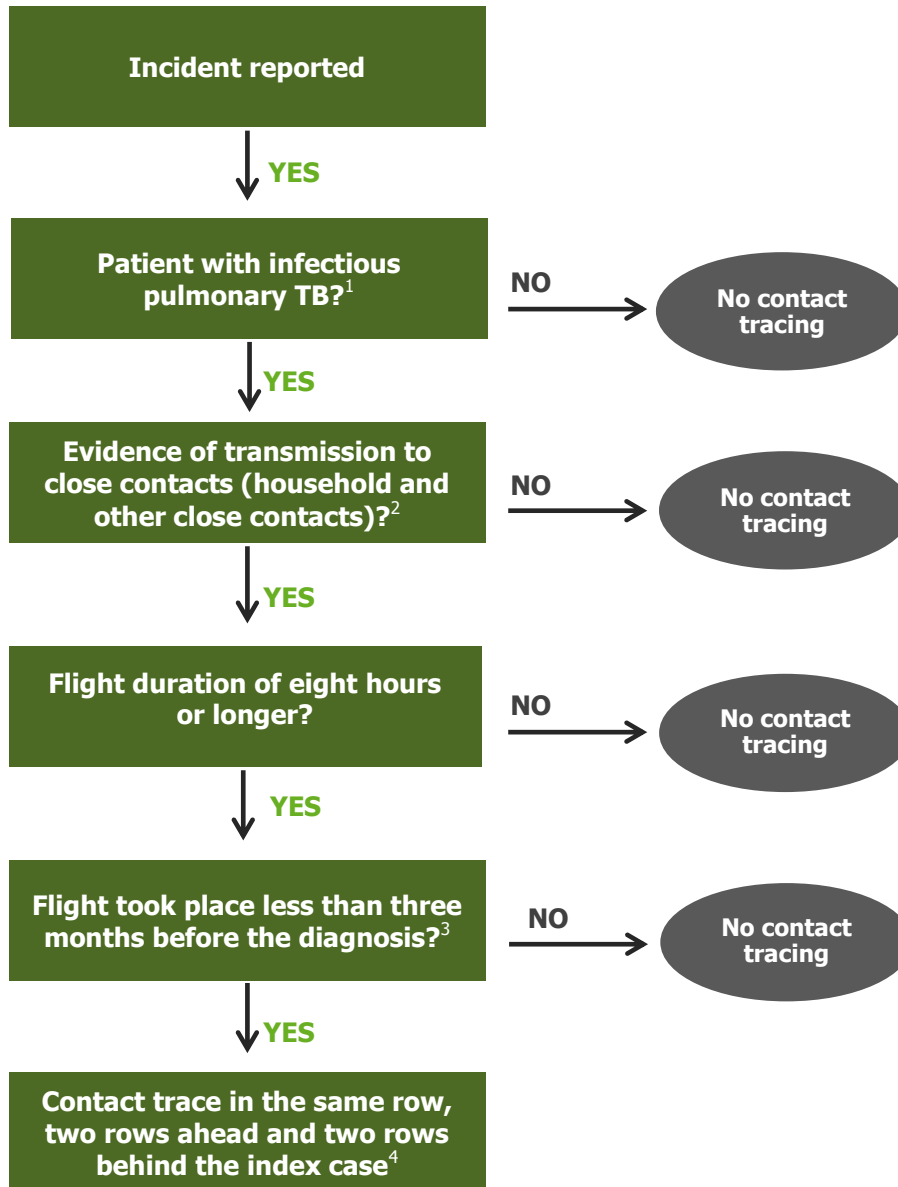 Incident reported
YES
Patient with infectious
pulmonary TB?1
NO
No contact
tracing
YES
Evidence of transmission to
close contacts (household and
other close contacts)?2
NO
No contact
tracing
YES
Flight duration of eight hours
or longer?
NO
No contact
tracing
YES
Flight took place less than three
months before the diagnosis?3
NO
No contact
tracing
YES
Contact trace in the same row,
two rows ahead and two rows
behind the index case4